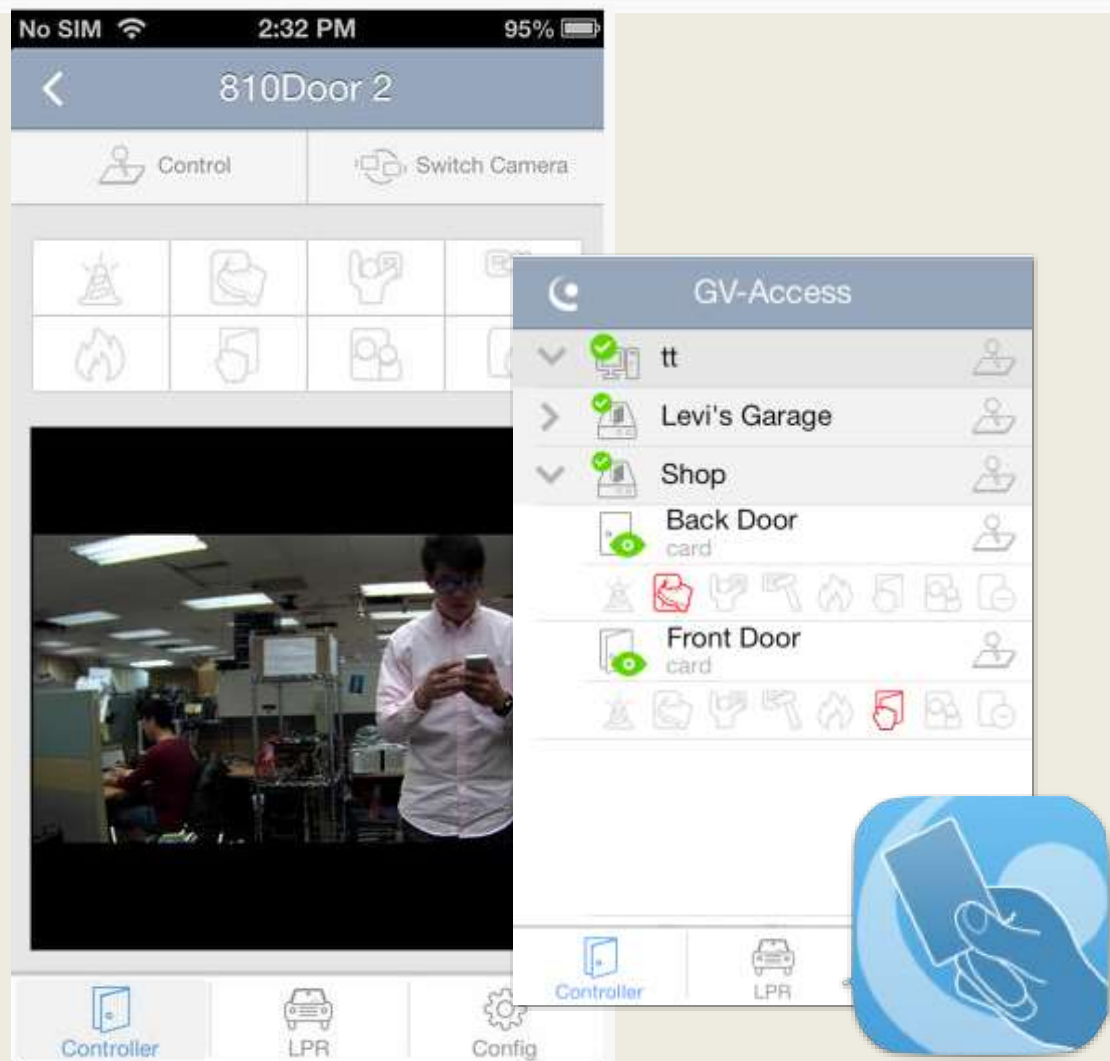 No SIM 2:32 PM 95%
810Door 2
Control Switch Camera
Controller LPR Config
GV-Access
tt
Levi's Garage
Shop
Back Door
card
Front Door
card
Controller LPR